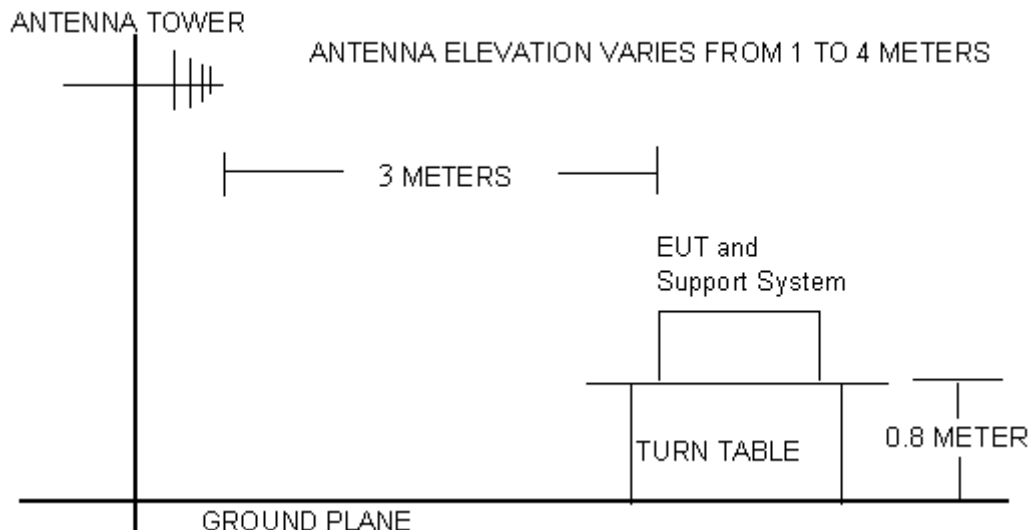 ANTENNA TOWER
ANTENNA ELEVATION VARIES FROM 1 TO 4 METERS
3 METERS
EUT and
Support System
TURN TABLE
0.8 METER
GROUND PLANE